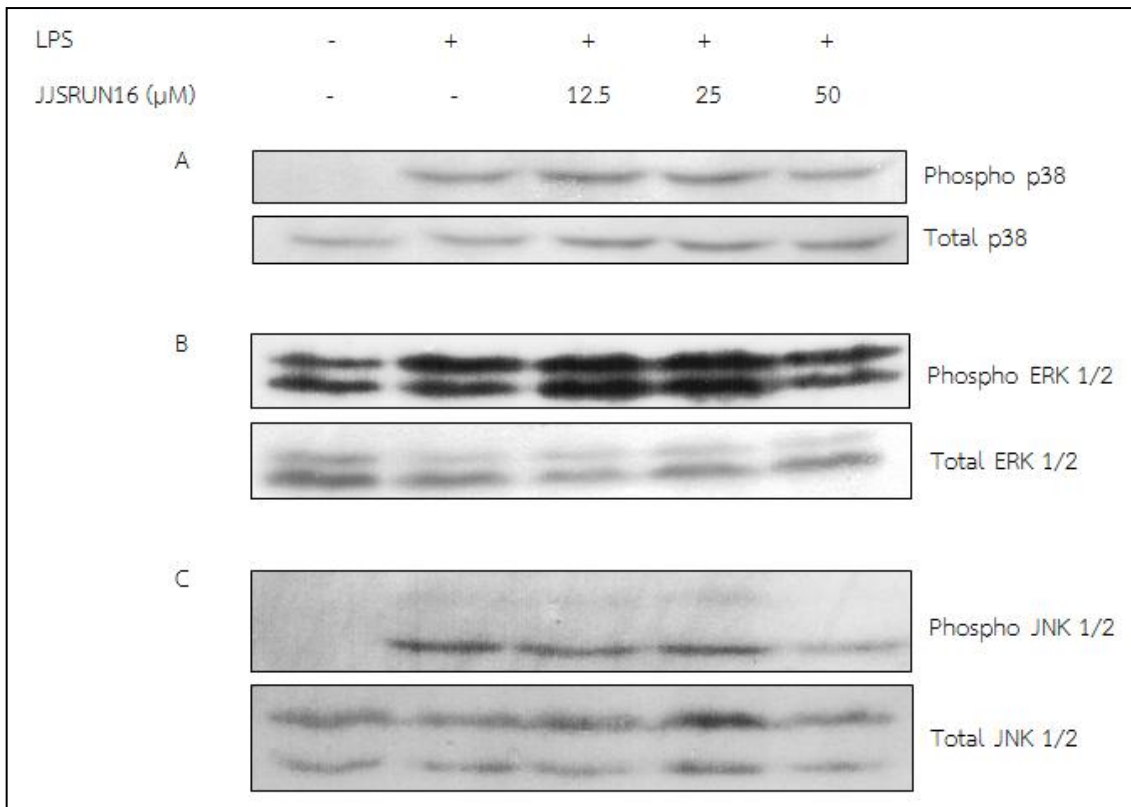 LPS - + + + +
JJSRUN16 (µM) - - 12.5 25 50
A
Phospho p38
Total p38
B
Phospho ERK 1/2
Total ERK 1/2
C
Phospho JNK 1/2
Total JNK 1/2